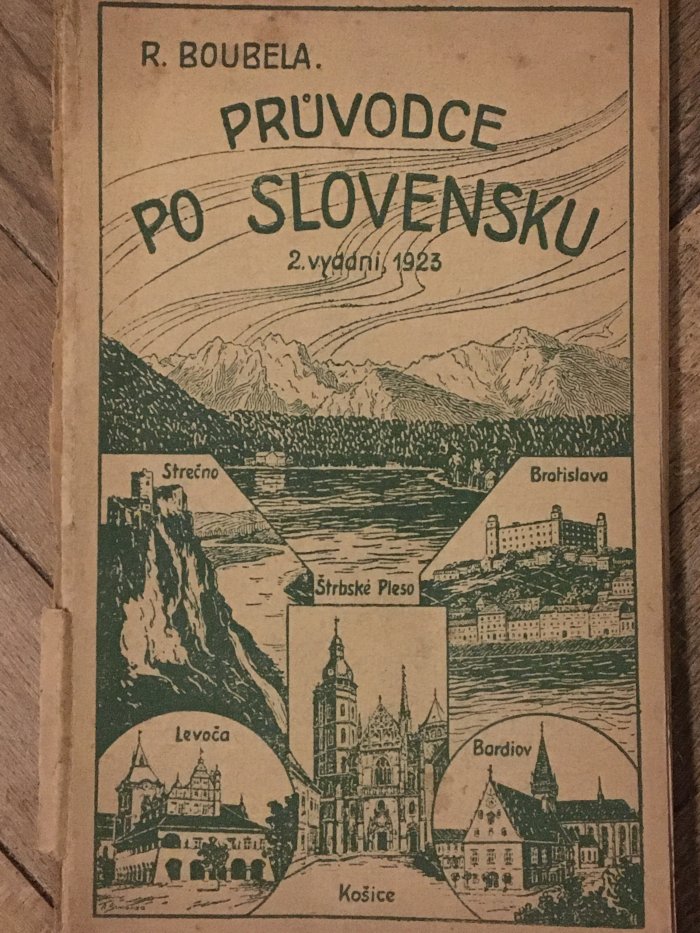 R. BOUBELA.
PRŮVODCE
PO SLOVENSKU
2. vydání, 1923
Strečno
Bratislava
Štrbské Pleso
Levoča
Bardiov
Košice